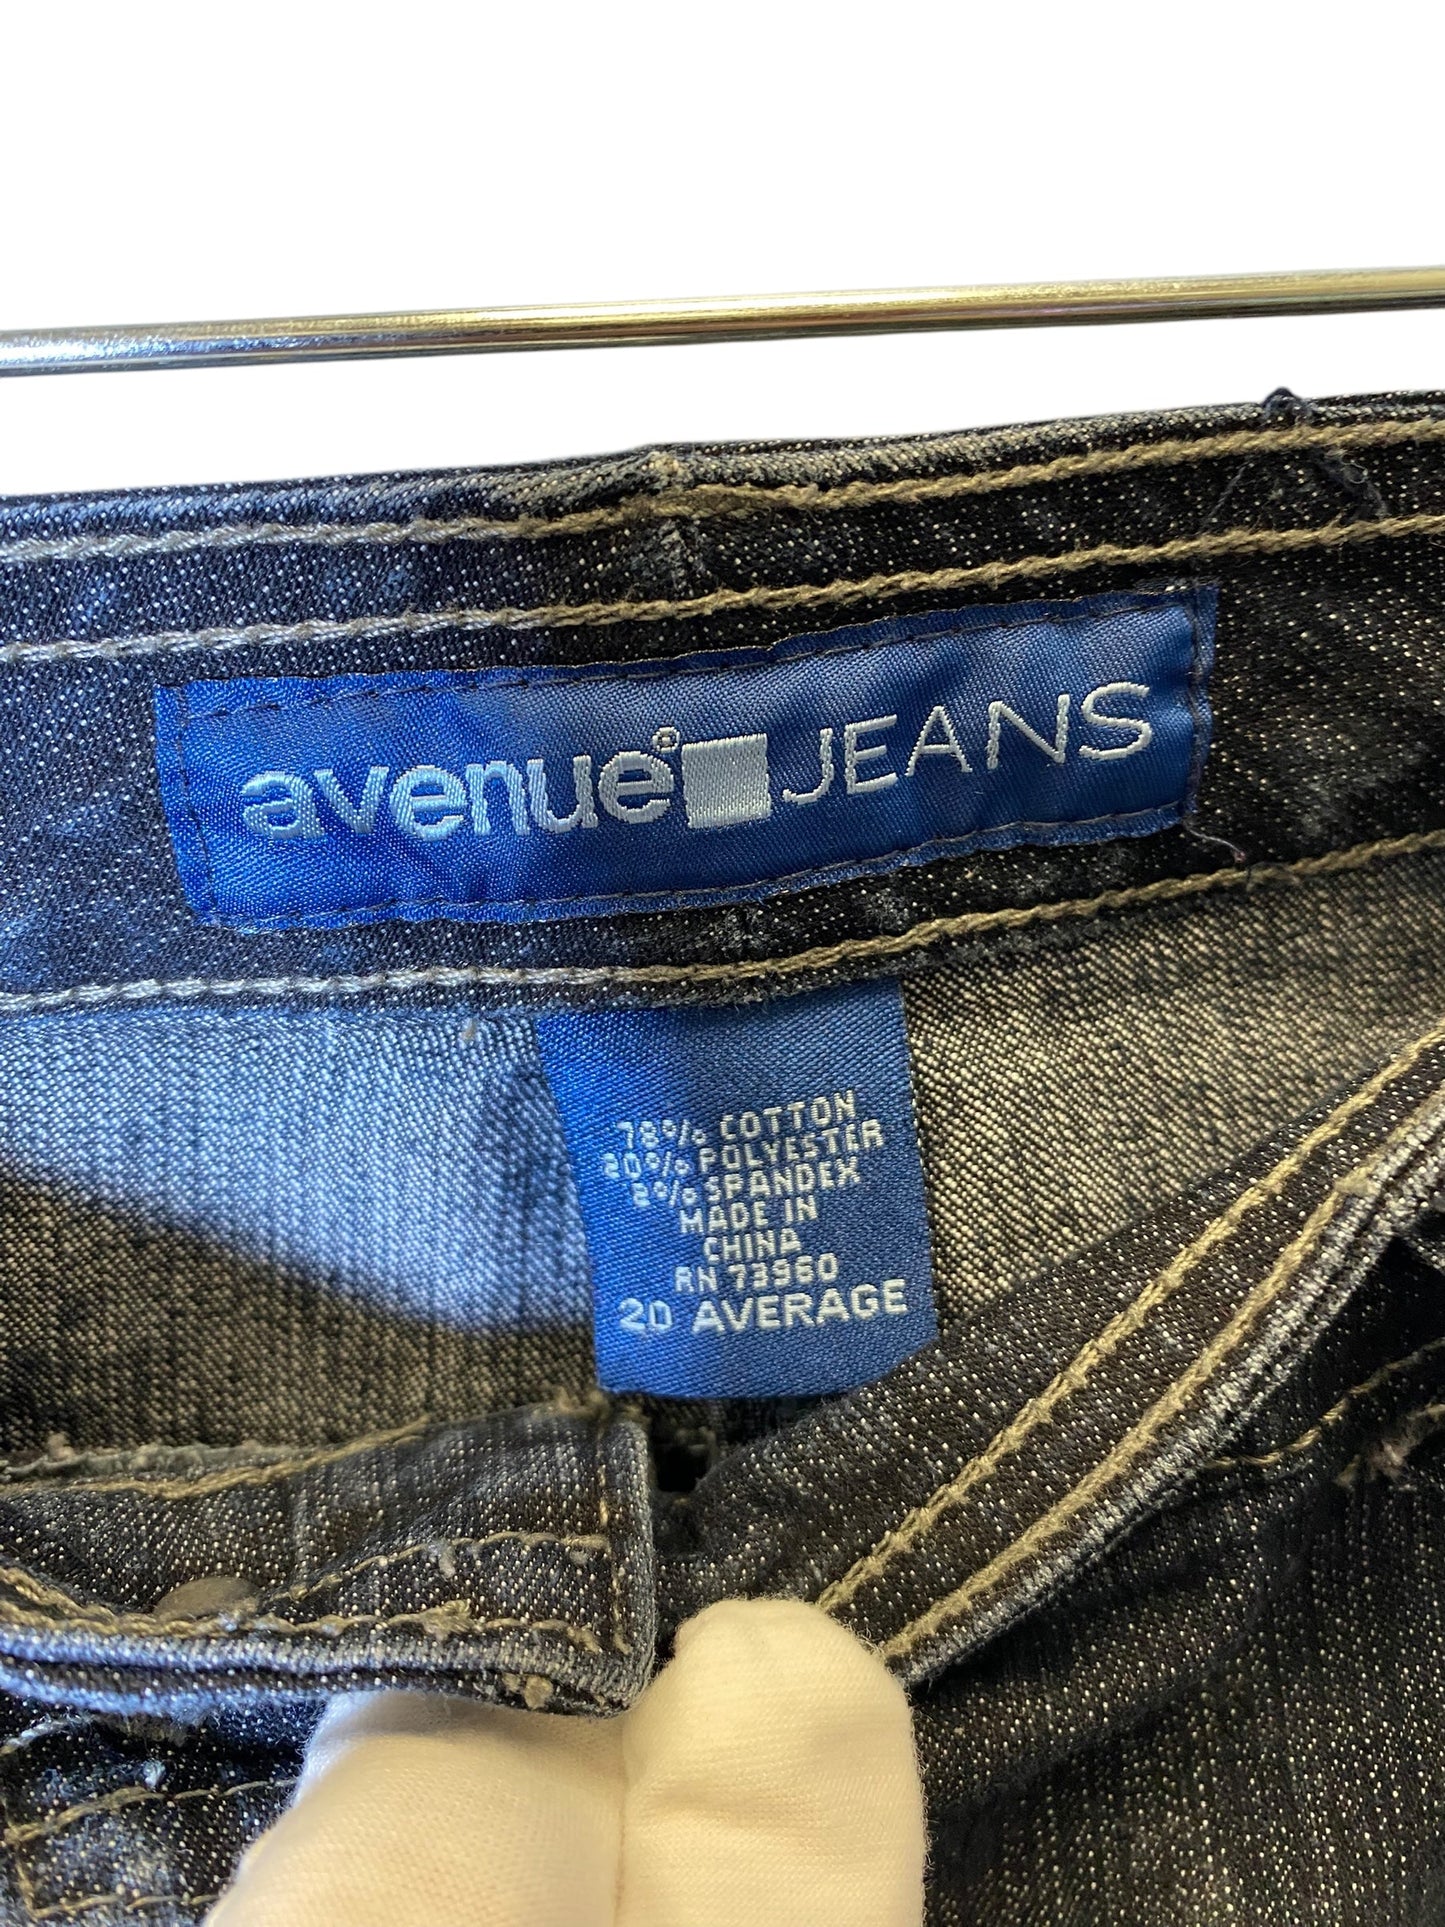 avenue® JEANS
78% COTTON
20% POLYESTER
2% SPANDEX
MADE IN
CHINA
RN 73960
20 AVERAGE